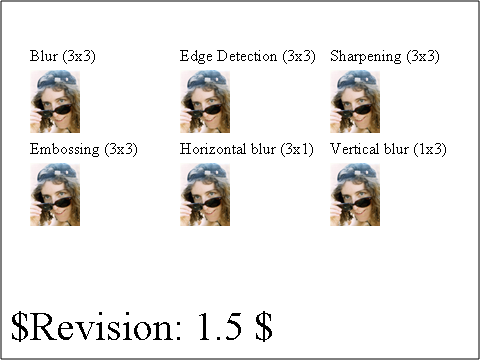 Blur (3x3) Edge Detection (3x3) Sharpening (3x3)
Embossing (3x3) Horizontal blur (3x1) Vertical blur (1x3)
$Revision: 1.5 $